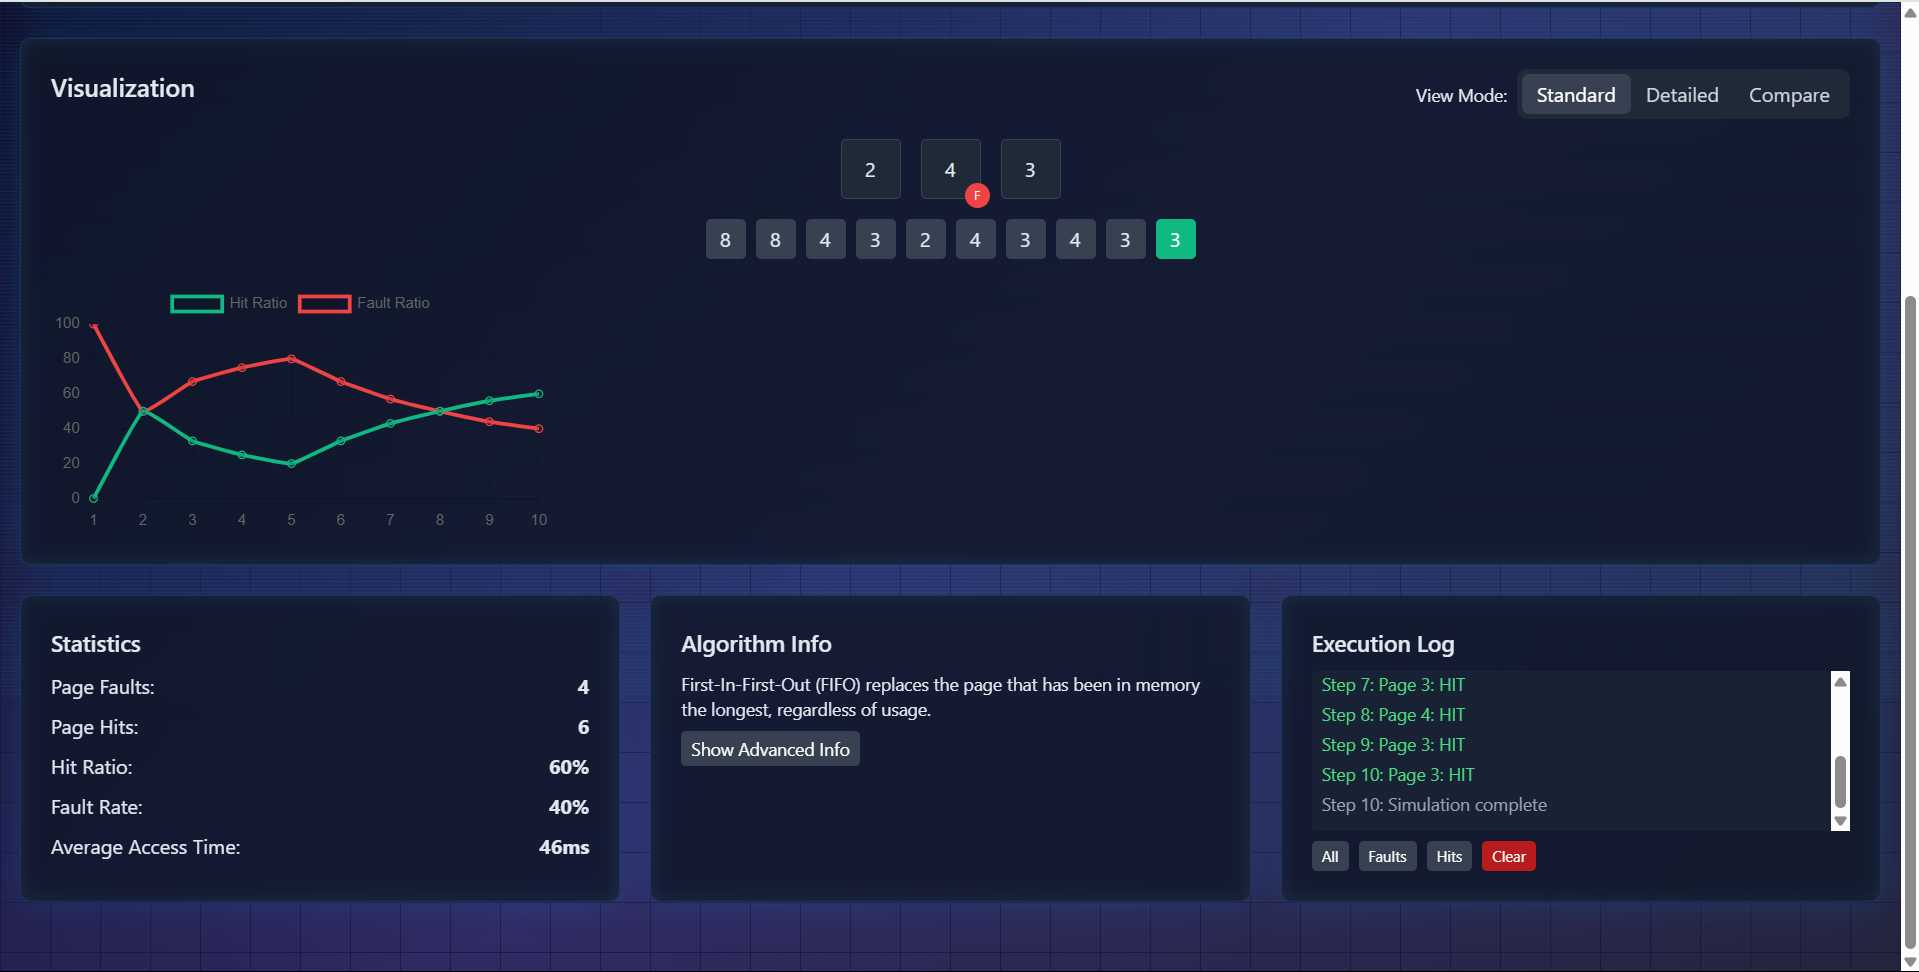 Visualization
View Mode: Standard Detailed Compare
2 4 3
F
8 8 4 3 2 4 3 4 3 3
Hit Ratio Fault Ratio
100
80
60
40
20
0
1 2 3 4 5 6 7 8 9 10
Statistics
Page Faults: 4
Page Hits: 6
Hit Ratio: 60%
Fault Rate: 40%
Average Access Time: 46ms
Algorithm Info
First-In-First-Out (FIFO) replaces the page that has been in memory
the longest, regardless of usage.
Show Advanced Info
Execution Log
Step 7: Page 3: HIT
Step 8: Page 4: HIT
Step 9: Page 3: HIT
Step 10: Page 3: HIT
Step 10: Simulation complete
All Faults Hits Clear